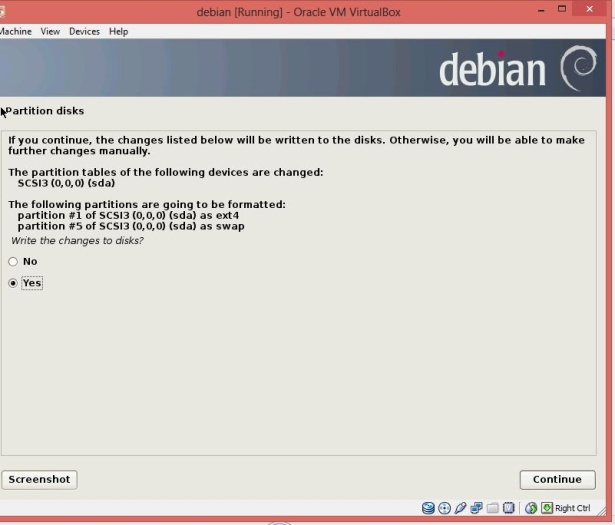 debian [Running] - Oracle VM VirtualBox
Machine View Devices Help
debian
Partition disks
If you continue, the changes listed below will be written to the disks. Otherwise, you will be able to make
further changes manually.
The partition tables of the following devices are changed:
SCSI3 (0,0,0) (sda)
The following partitions are going to be formatted:
partition #1 of SCSI3 (0,0,0) (sda) as ext4
partition #5 of SCSI3 (0,0,0) (sda) as swap
Write the changes to disks?
No
Yes
Screenshot
Continue
Right Ctrl